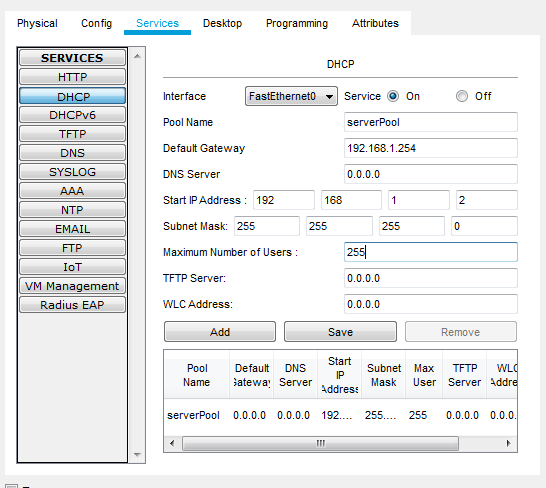 Physical Config Services Desktop Programming Attributes
SERVICES
HTTP
DHCP
DHCPv6
TFTP
DNS
SYSLOG
AAA
NTP
EMAIL
FTP
IoT
VM Management
Radius EAP
DHCP
Interface FastEthernet0 Service On Off
Pool Name serverPool
Default Gateway 192.168.1.254
DNS Server 0.0.0.0
Start IP Address : 192 168 1 2
Subnet Mask: 255 255 255 0
Maximum Number of Users : 255
TFTP Server: 0.0.0.0
WLC Address: 0.0.0.0
Add Save Remove
Pool Name Default Gateway DNS Server Start IP Address Subnet Mask Max User TFTP Server WLC Addre
serverPool 0.0.0.0 0.0.0.0 192.... 255.... 255 0.0.0.0 0.0.0.